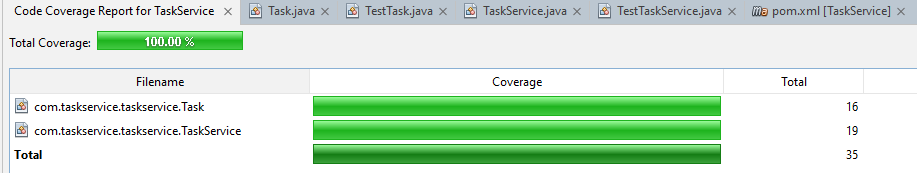 Code Coverage Report for TaskService × Task.java × TestTask.java × TaskService.java × TestTaskService.java × pom.xml [TaskService] ×
Total Coverage: 100.00 %
Filename Coverage Total
com.taskservice.taskservice.Task 16
com.taskservice.taskservice.TaskService 19
Total 35